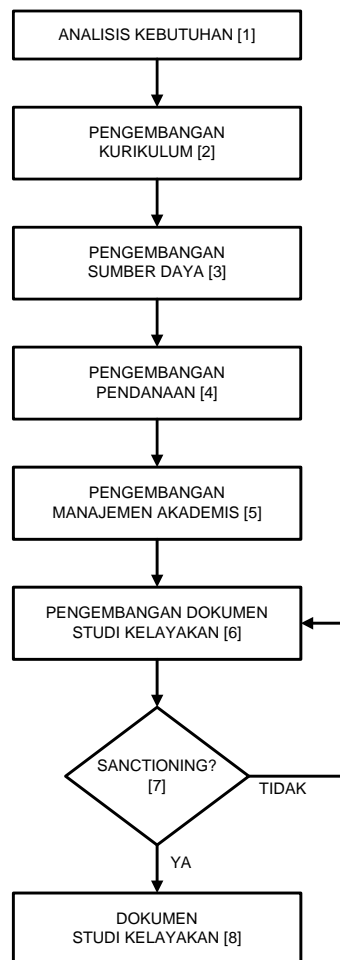 ANALISIS KEBUTUHAN [1]
PENGEMBANGAN
KURIKULUM [2]
PENGEMBANGAN
SUMBER DAYA [3]
PENGEMBANGAN
PENDANAAN [4]
PENGEMBANGAN
MANAJEMEN AKADEMIS [5]
PENGEMBANGAN DOKUMEN
STUDI KELAYAKAN [6]
SANCTIONING?
[7]
TIDAK
YA
DOKUMEN
STUDI KELAYAKAN [8]